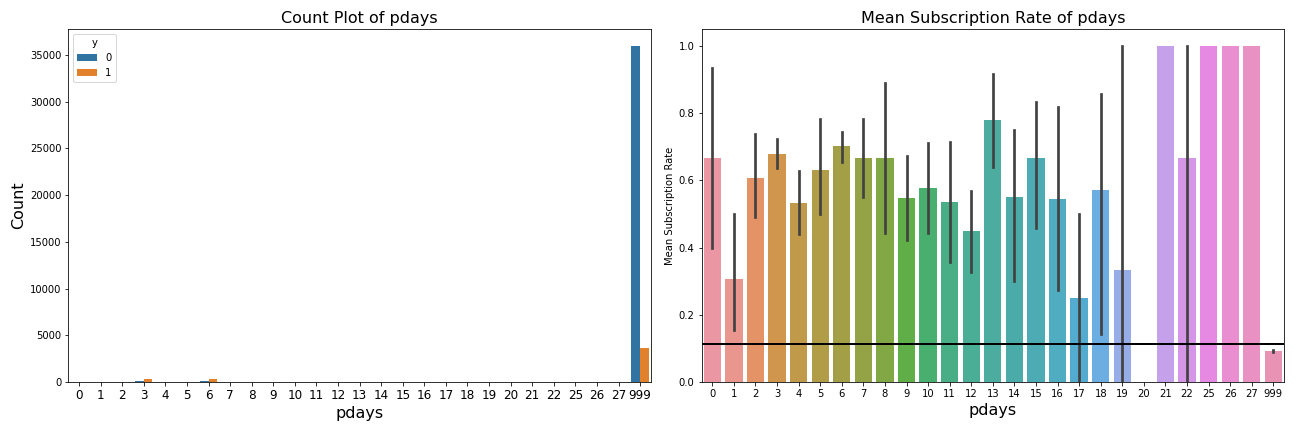 Count Plot of pdays
y
0
1
35000
30000
25000
20000
15000
10000
5000
0
Count
0 1 2 3 4 5 6 7 8 9 10 11 12 13 14 15 16 17 18 19 20 21 22 25 26 27 999
pdays
Mean Subscription Rate of pdays
1.0
0.8
0.6
0.4
0.2
0.0
Mean Subscription Rate
0 1 2 3 4 5 6 7 8 9 10 11 12 13 14 15 16 17 18 19 20 21 22 25 26 27 999
pdays